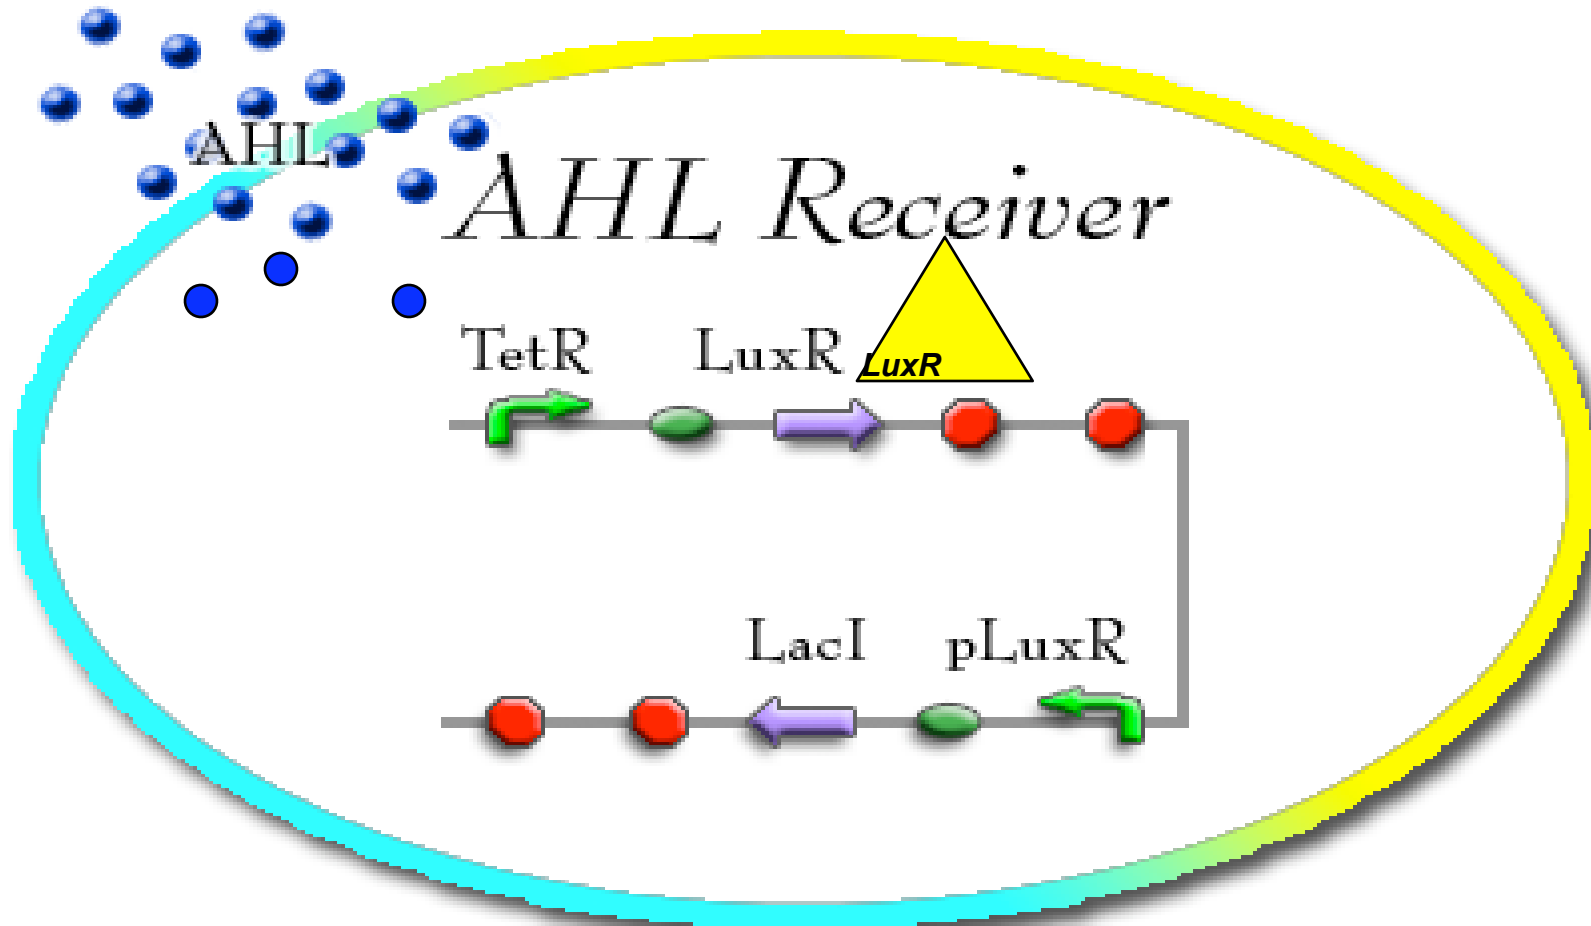 AHL
AHL Receiver
TetR
LuxR
LuxR
LacI
pLuxR